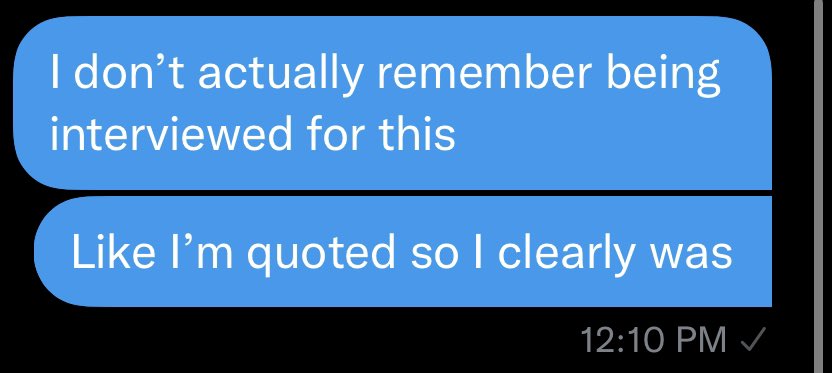 I don’t actually remember being
interviewed for this
Like I’m quoted so I clearly was
12:10 PM ✓